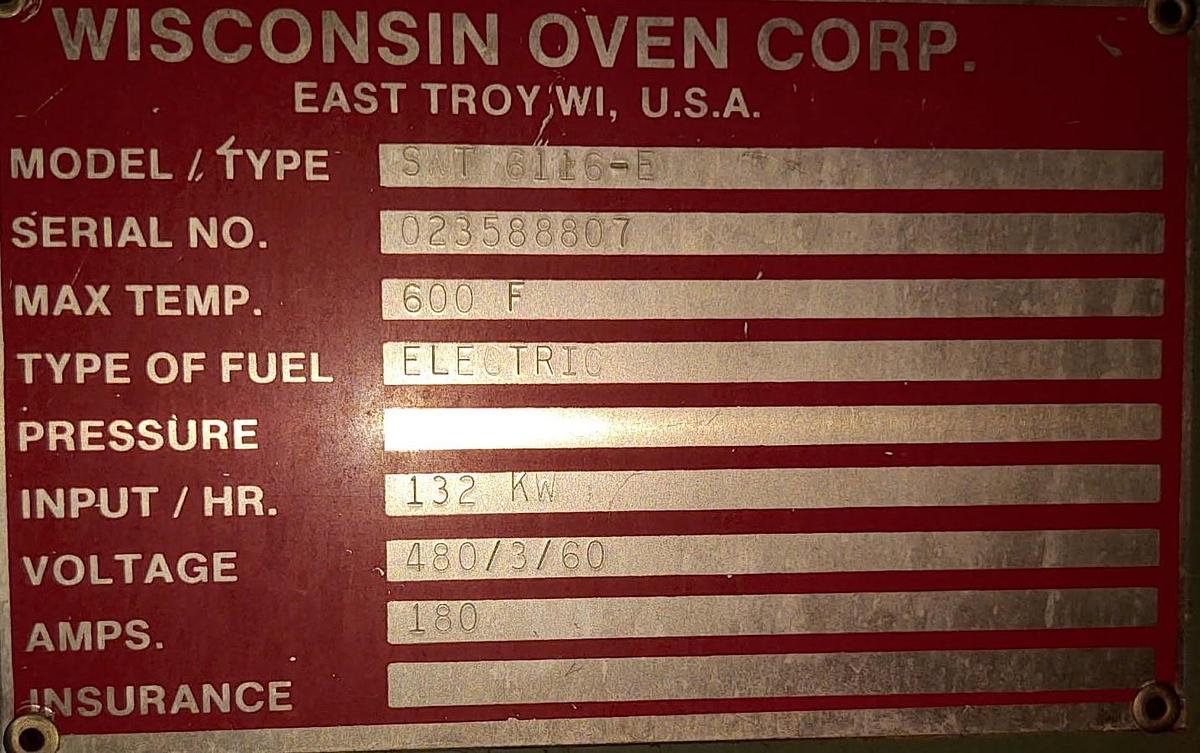 WISCONSIN OVEN CORP.
EAST TROY, WI, U.S.A.
MODEL / TYPE 6116-E
SERIAL NO. 023588807
MAX TEMP. 600 F
TYPE OF FUEL ELECTRIC
PRESSURE
INPUT / HR. 132 KW
VOLTAGE 480/3/60
AMPS. 180
INSURANCE